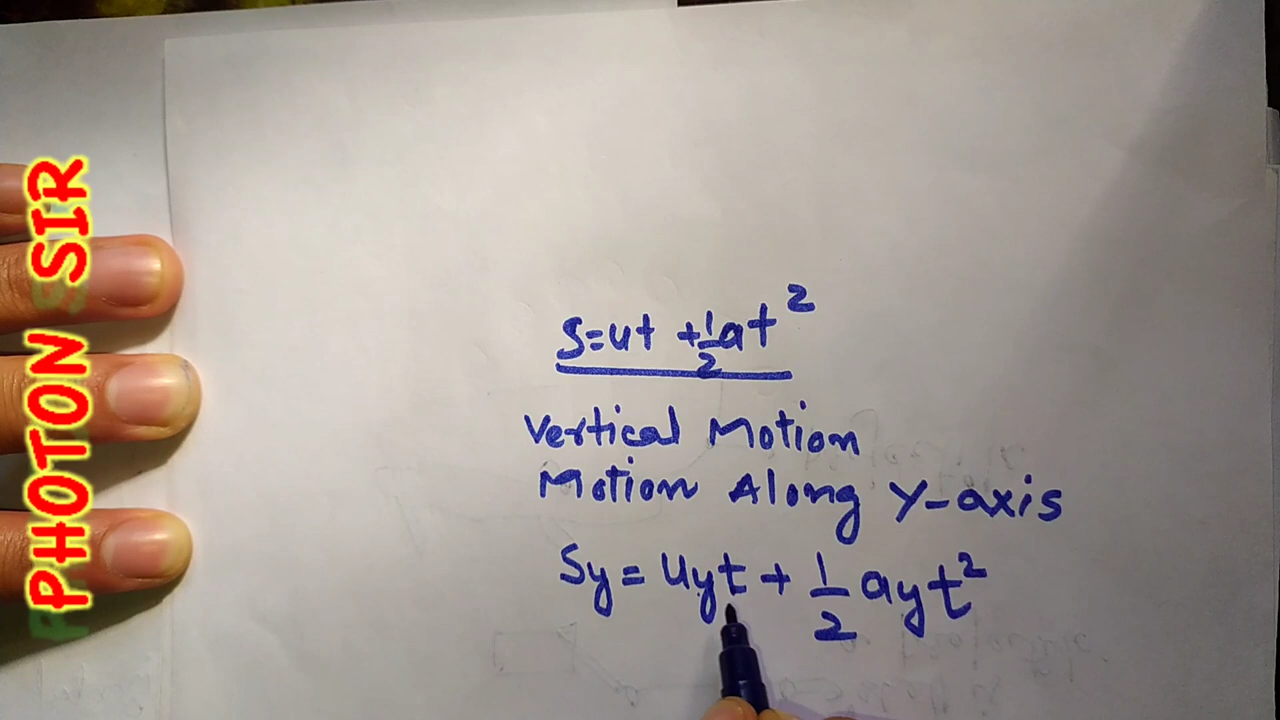 PHOTON SIR
S=ut +½at²
Vertical Motion
Motion Along Y-axis
Sy = uyt + ½ ayt²